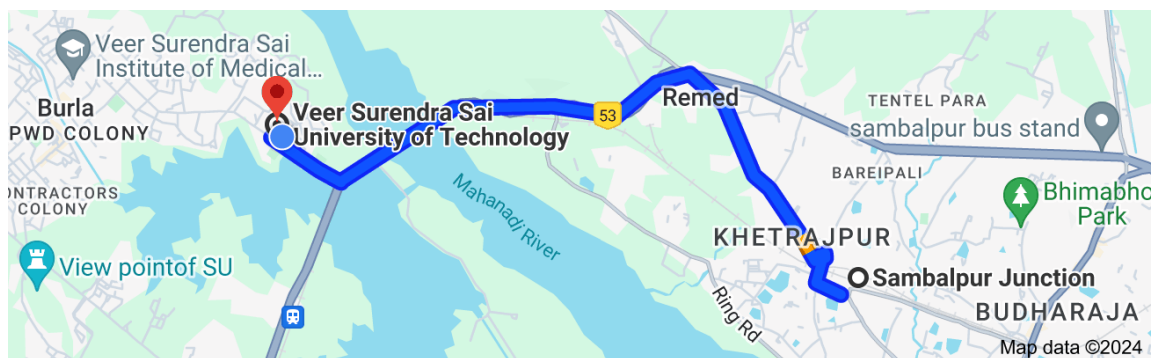 Veer Surendra Sai
Institute of Medical...
Burla
PWD COLONY
ONTRACTORS
COLONY
View pointof SU
Veer Surendra Sai
University of Technology
Mahanadi River
53
Remed
TENTEL PARA
sambalpur bus stand
BAREIPALI
Bhimabho
Park
KHETRAJPUR
Sambalpur Junction
Ring Rd
BUDHARAJA
Map data ©2024